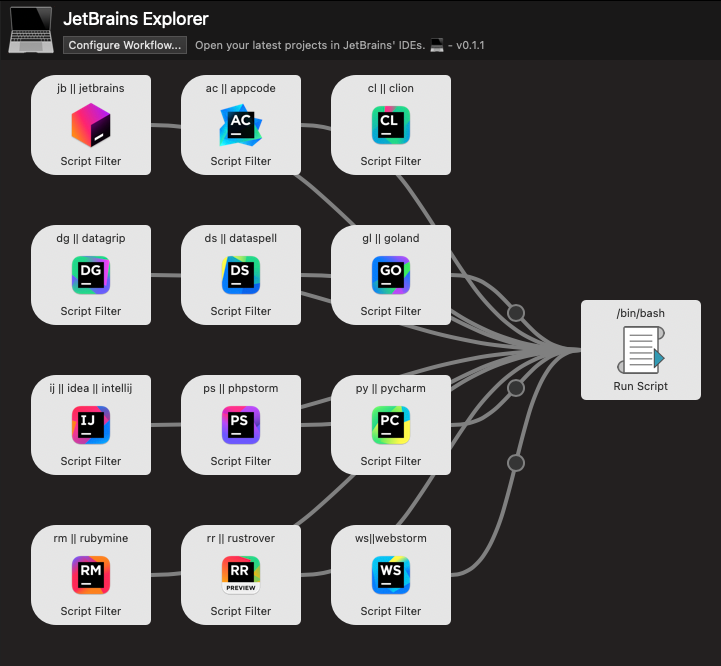 JetBrains Explorer
Configure Workflow...
Open your latest projects in JetBrains' IDEs. 💻 - v0.1.1
jb || jetbrains
Script Filter
ac || appcode
AC
Script Filter
cl || clion
CL
Script Filter
dg || datagrip
DG
Script Filter
ds || dataspell
DS
Script Filter
gl || goland
GO
Script Filter
/bin/bash
Run Script
ij || idea || intellij
IJ
Script Filter
ps || phpstorm
PS
Script Filter
py || pycharm
PC
Script Filter
rm || rubymine
RM
Script Filter
rr || rustrover
RR
PREVIEW
Script Filter
ws||webstorm
WS
Script Filter